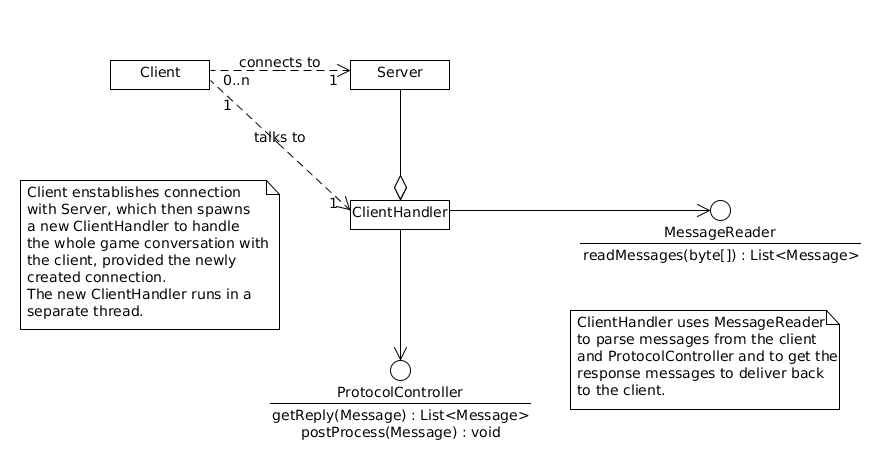 connects to
Client
Server
0..n
1
1
talks to
1
ClientHandler
Client enstablishes connection
with Server, which then spawns
a new ClientHandler to handle
the whole game conversation with
the client, provided the newly
created connection.
The new ClientHandler runs in a
separate thread.
MessageReader
readMessages(byte[]) : List<Message>
ClientHandler uses MessageReader
to parse messages from the client
and ProtocolController and to get the
response messages to deliver back
to the client.
ProtocolController
getReply(Message) : List<Message>
postProcess(Message) : void